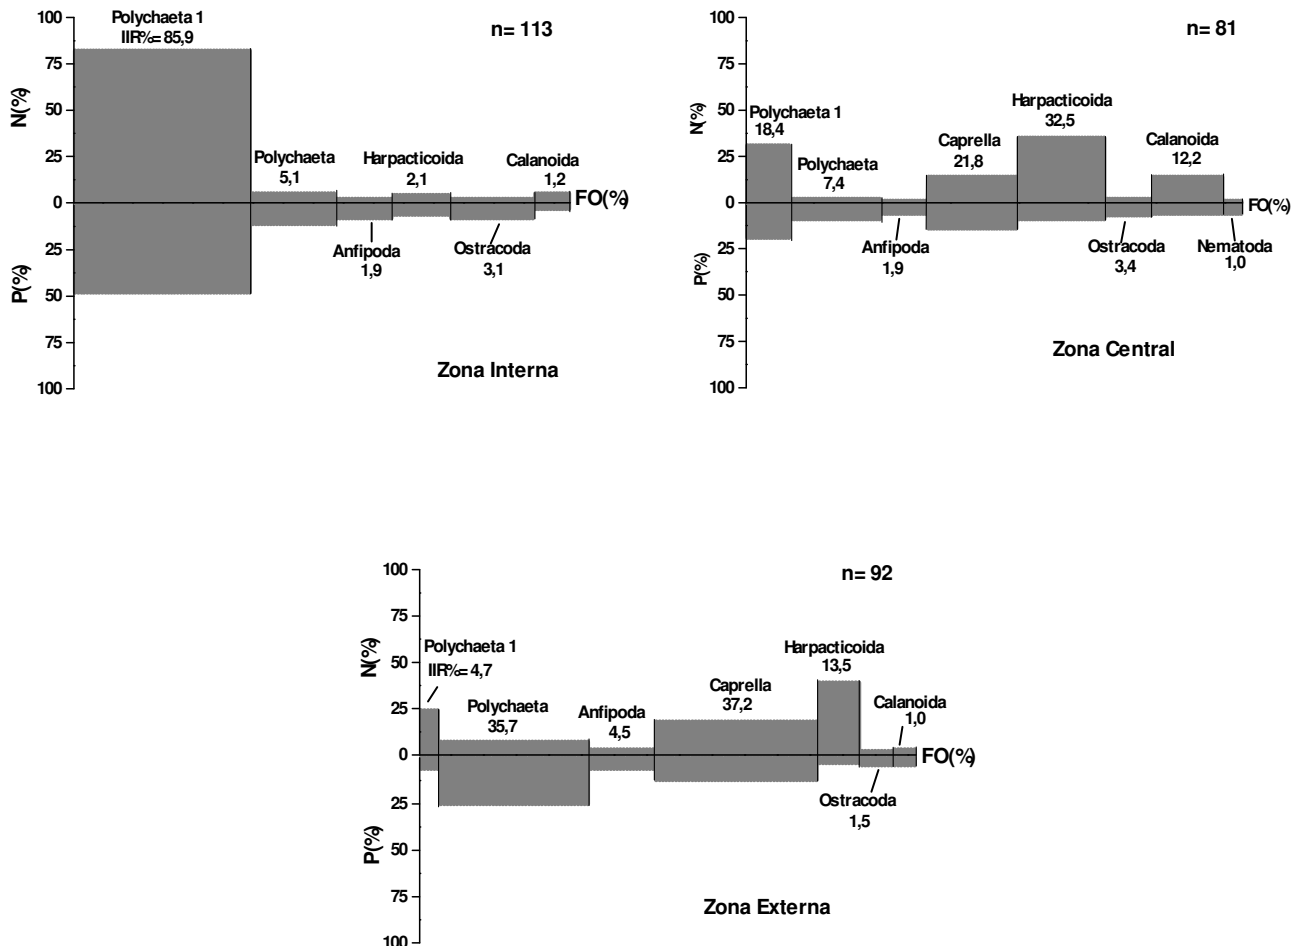 100
75
50
25
0
25
50
75
100
N(%)
P(%)
Polychaeta 1
IIR%= 85,9
n= 113
Polychaeta
5,1
Harpacticoida
2,1
Calanoida
1,2
FO(%)
Anfipoda
1,9
Ostracoda
3,1
Zona Interna
100
75
50
25
0
25
50
75
100
N(%)
P(%)
n= 81
Polychaeta 1
18,4
Polychaeta
7,4
Caprella
21,8
Harpacticoida
32,5
Calanoida
12,2
FO(%)
Anfipoda
1,9
Ostracoda
3,4
Nematoda
1,0
Zona Central
100
75
50
25
0
25
50
75
100
N(%)
P(%)
n= 92
Polychaeta 1
IIR%= 4,7
Polychaeta
35,7
Anfipoda
4,5
Caprella
37,2
Harpacticoida
13,5
Calanoida
1,0
FO(%)
Ostracoda
1,5
Zona Externa